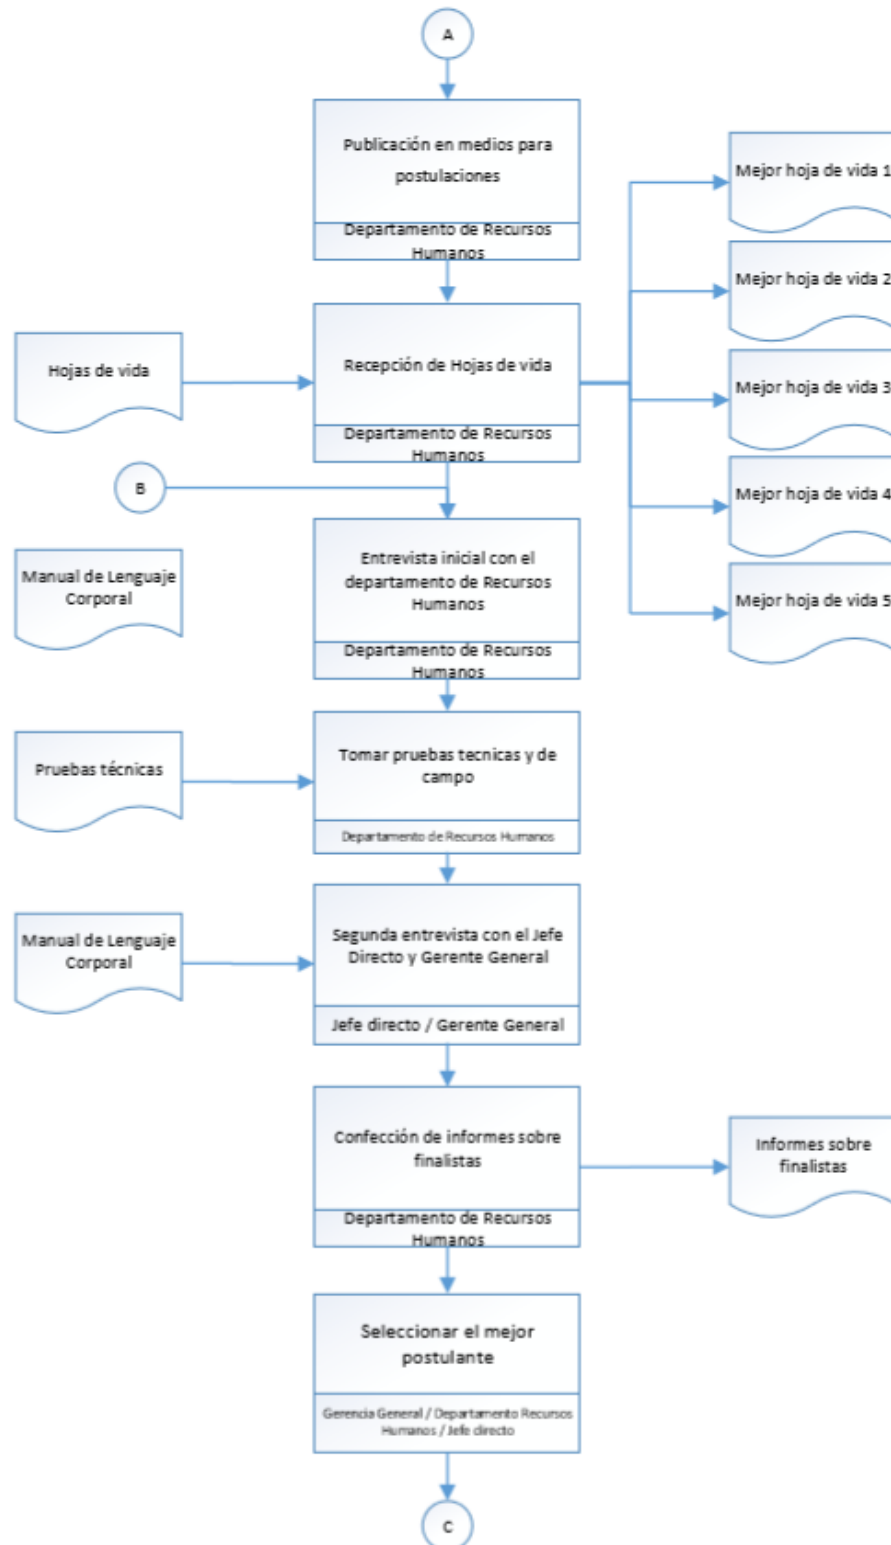 A
Publicación en medios para
postulaciones
Departamento de Recursos
Humanos
Mejor hoja de vida 1
Mejor hoja de vida 2
Mejor hoja de vida 3
Mejor hoja de vida 4
Mejor hoja de vida 5
Hojas de vida
Recepción de Hojas de vida
Departamento de Recursos
Humanos
B
Manual de Lenguaje
Corporal
Entrevista inicial con el
departamento de Recursos
Humanos
Departamento de Recursos
Humanos
Pruebas técnicas
Tomar pruebas tecnicas y de
campo
Departamento de Recursos Humanos
Manual de Lenguaje
Corporal
Segunda entrevista con el Jefe
Directo y Gerente General
Jefe directo / Gerente General
Confección de informes sobre
finalistas
Departamento de Recursos
Humanos
Informes sobre
finalistas
Seleccionar el mejor
postulante
Gerencia General / Departamento Recursos
Humanos / Jefe directo
C